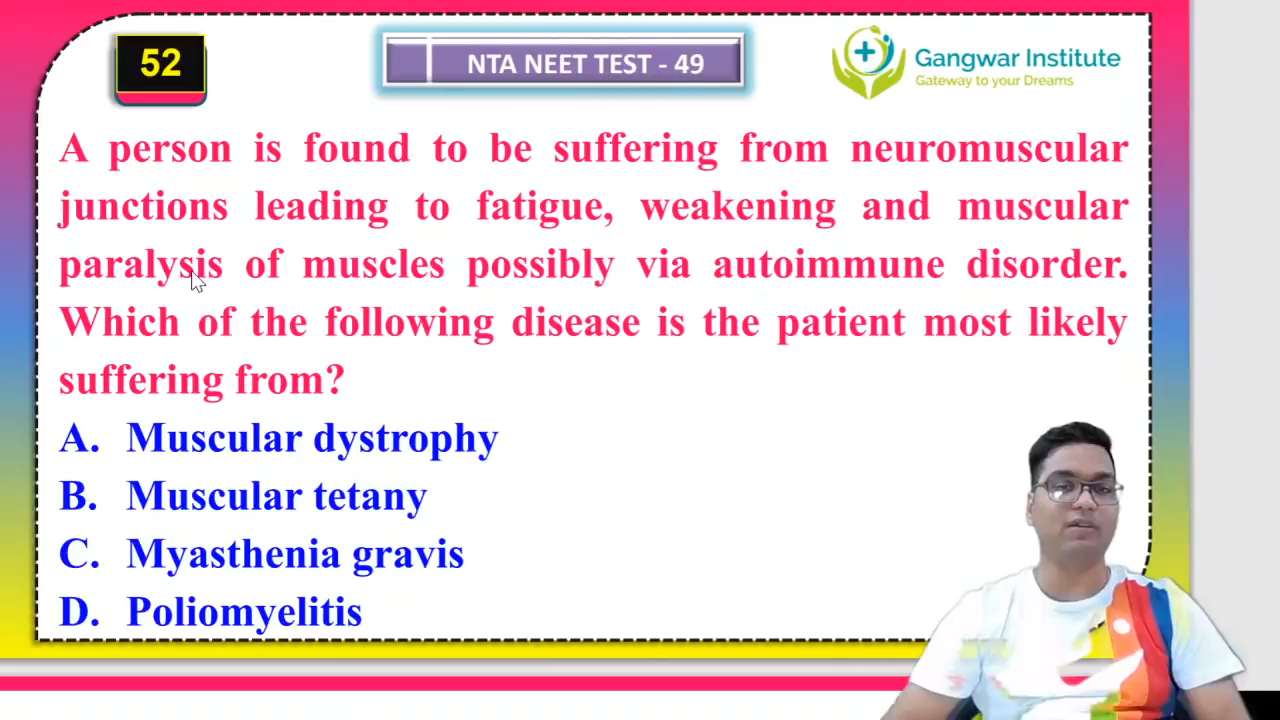 52
NTA NEET TEST - 49
Gangwar Institute
Gateway to your Dreams
A person is found to be suffering from neuromuscular
junctions leading to fatigue, weakening and muscular
paralysis of muscles possibly via autoimmune disorder.
Which of the following disease is the patient most likely
suffering from?
A. Muscular dystrophy
B. Muscular tetany
C. Myasthenia gravis
D. Poliomyelitis